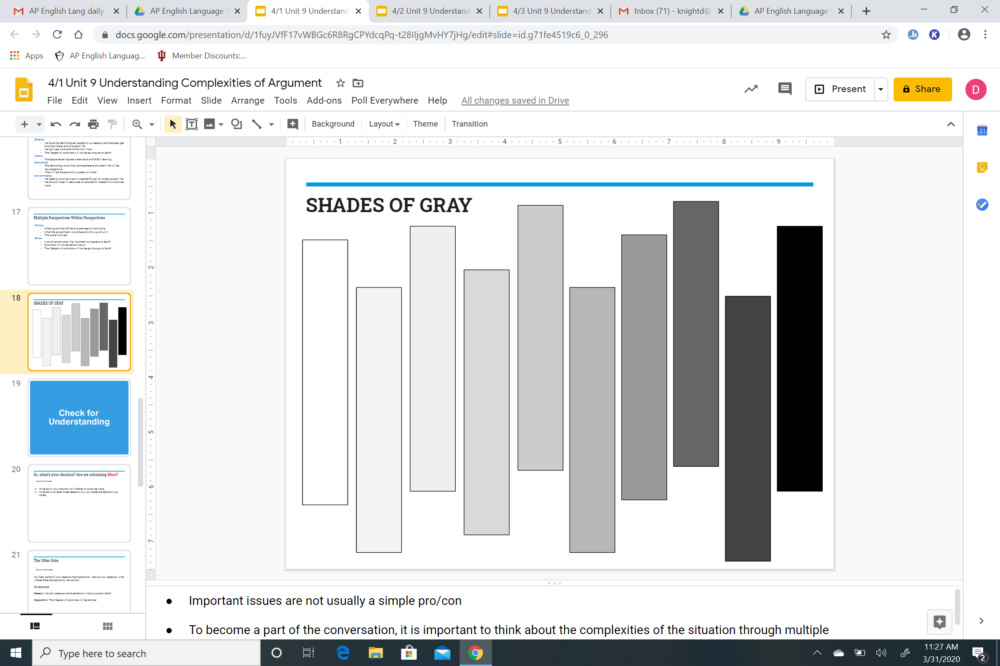 AP English Lang daily i
AP English Language V
4/1 Unit 9 Understand
4/2 Unit 9 Understand
4/3 Unit 9 Understand
Inbox (71) - knightd@
AP English Language V
docs.google.com/presentation/d/1fuyJVfF17vWBGc6R8RgCPYdcqPq-t28IIjgMvHY7jHg/edit#slide=id.g71fe4519c6_0_296
Apps
AP English Languag...
Member Discounts:...
4/1 Unit 9 Understanding Complexities of Argument
Present
Share
D
File Edit View Insert Format Slide Arrange Tools Add-ons Poll Everywhere Help All changes saved in Drive
Background Layout Theme Transition
31
1 2 3 4 5 6 7 8 9
1
2
3
4
5
6
7
Science
We have the technological capability to create an atmosphere, get
colonists there, and to sustain life
We can't get colonists home from Mars
The lifespan of colonists will not be as long as on Earth
History
The Space Race inspired Americans and STEM learning
Economics
The technology to build an atmosphere and sustain life will be
very expensive
What will be the economic system on Mars
Environmental
We need to colonize Mars in case Earth can no longer sustain life
We should invest in resources to save Earth instead of to colonize
Mars
17
Multiple Perspectives Within Perspectives
Politics
Differing political affiliations stances on colonizing
What the government would be and who would run it
The costs involved
Ethics
It could save human life if something happens to Earth
Colonists will not be able to return
The lifespan of colonists will not be as long as on Earth
18
SHADES OF GRAY
19
Check for
Understanding
20
So, what's your decision? Are we colonizing Mars?
Write down your position on whether to colonize Mars.
Write down at least three reasons why you made the decision you
made.
21
The Other Side
It's likely some of your reasons had opposition. Next to your reasons, write
where there are opposing viewpoints.
For example:
Reason: We can create an atmosphere on Mars to sustain Earth
Opposition: The lifespan of colonists will be shorter
SHADES OF GRAY
● Important issues are not usually a simple pro/con
● To become a part of the conversation, it is important to think about the complexities of the situation through multiple
Type here to search
11:27 AM
3/31/2020
2